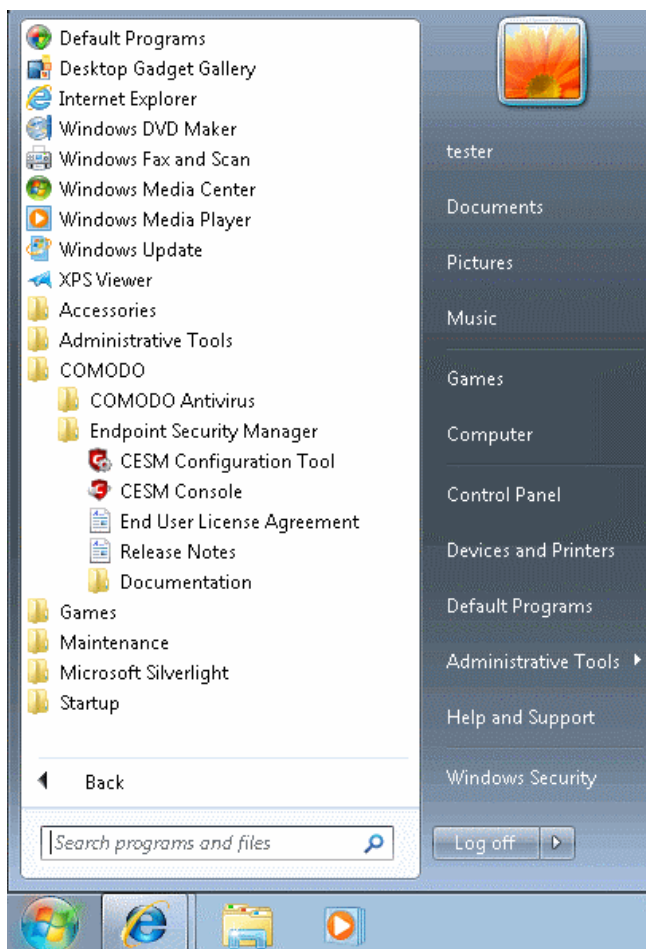 Default Programs
Desktop Gadget Gallery
Internet Explorer
Windows DVD Maker
Windows Fax and Scan
Windows Media Center
Windows Media Player
Windows Update
XPS Viewer
Accessories
Administrative Tools
COMODO
COMODO Antivirus
Endpoint Security Manager
CESM Configuration Tool
CESM Console
End User License Agreement
Release Notes
Documentation
Games
Maintenance
Microsoft Silverlight
Startup
Back
Search programs and files
tester
Documents
Pictures
Music
Games
Computer
Control Panel
Devices and Printers
Default Programs
Administrative Tools
Help and Support
Windows Security
Log off